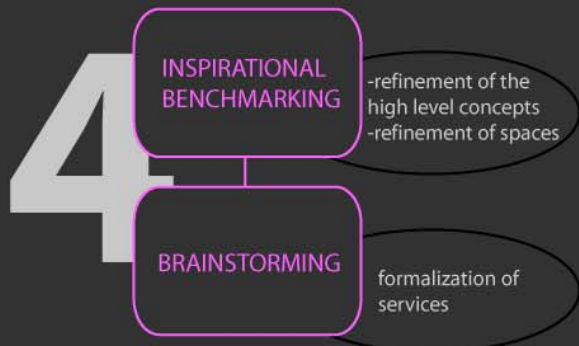 4
INSPIRATIONAL
BENCHMARKING
-refinement of the
high level concepts
-refinement of spaces
BRAINSTORMING
formalization of
services